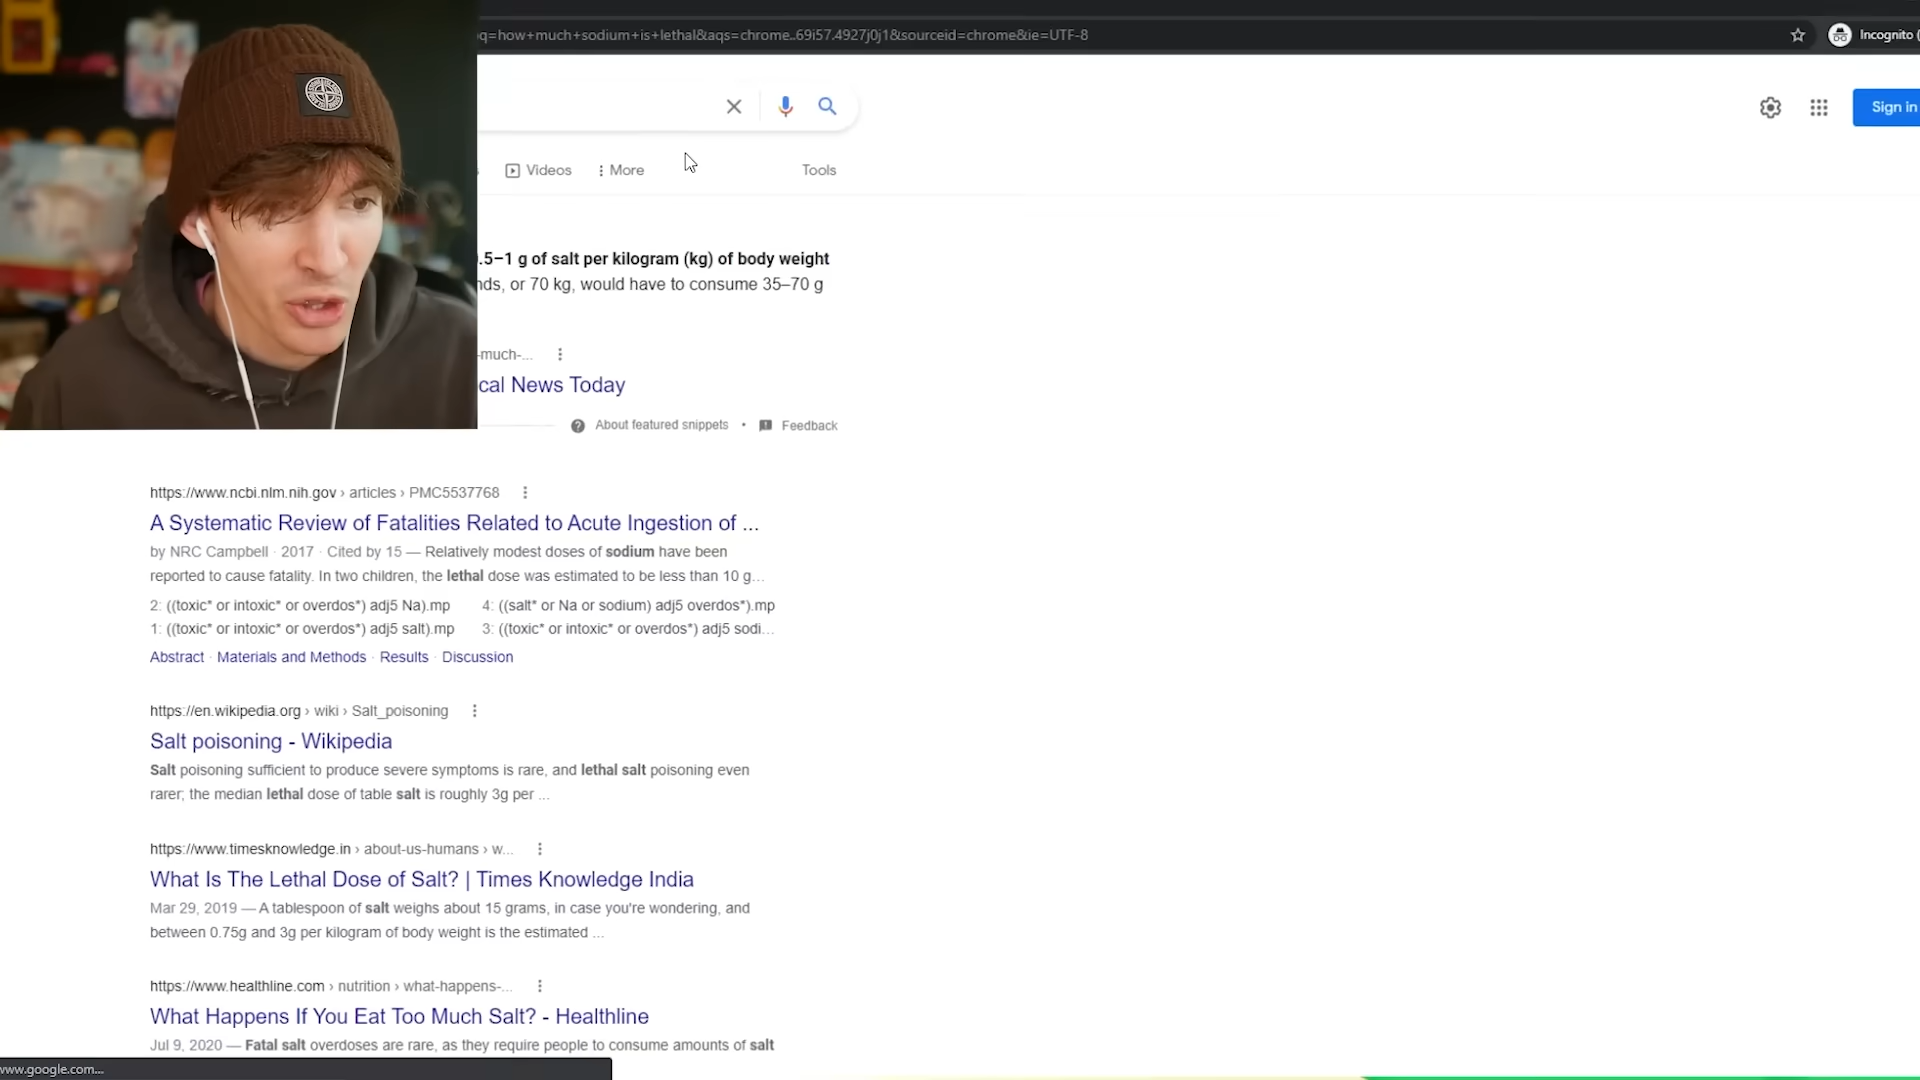 q=how+much+sodium+is+lethal&aqs=chrome..69i57.4927j0j1&sourceid=chrome&ie=UTF-8
Incognito (
Sign in
Videos
More
Tools
.5–1 g of salt per kilogram (kg) of body weight
nds, or 70 kg, would have to consume 35–70 g
-much-...
cal News Today
About featured snippets • Feedback
https://www.ncbi.nlm.nih.gov › articles › PMC5537768
A Systematic Review of Fatalities Related to Acute Ingestion of ...
by NRC Campbell · 2017 · Cited by 15 — Relatively modest doses of sodium have been
reported to cause fatality. In two children, the lethal dose was estimated to be less than 10 g...
2: ((toxic* or intoxic* or overdos*) adj5 Na).mp 4: ((salt* or Na or sodium) adj5 overdos*).mp
1: ((toxic* or intoxic* or overdos*) adj5 salt).mp 3: ((toxic* or intoxic* or overdos*) adj5 sodi...
Abstract · Materials and Methods · Results · Discussion
https://en.wikipedia.org › wiki › Salt_poisoning
Salt poisoning - Wikipedia
Salt poisoning sufficient to produce severe symptoms is rare, and lethal salt poisoning even
rarer; the median lethal dose of table salt is roughly 3g per ...
https://www.timesknowledge.in › about-us-humans › w...
What Is The Lethal Dose of Salt? | Times Knowledge India
Mar 29, 2019 — A tablespoon of salt weighs about 15 grams, in case you're wondering, and
between 0.75g and 3g per kilogram of body weight is the estimated ...
https://www.healthline.com › nutrition › what-happens-...
What Happens If You Eat Too Much Salt? - Healthline
Jul 9, 2020 — Fatal salt overdoses are rare, as they require people to consume amounts of salt
www.google.com...